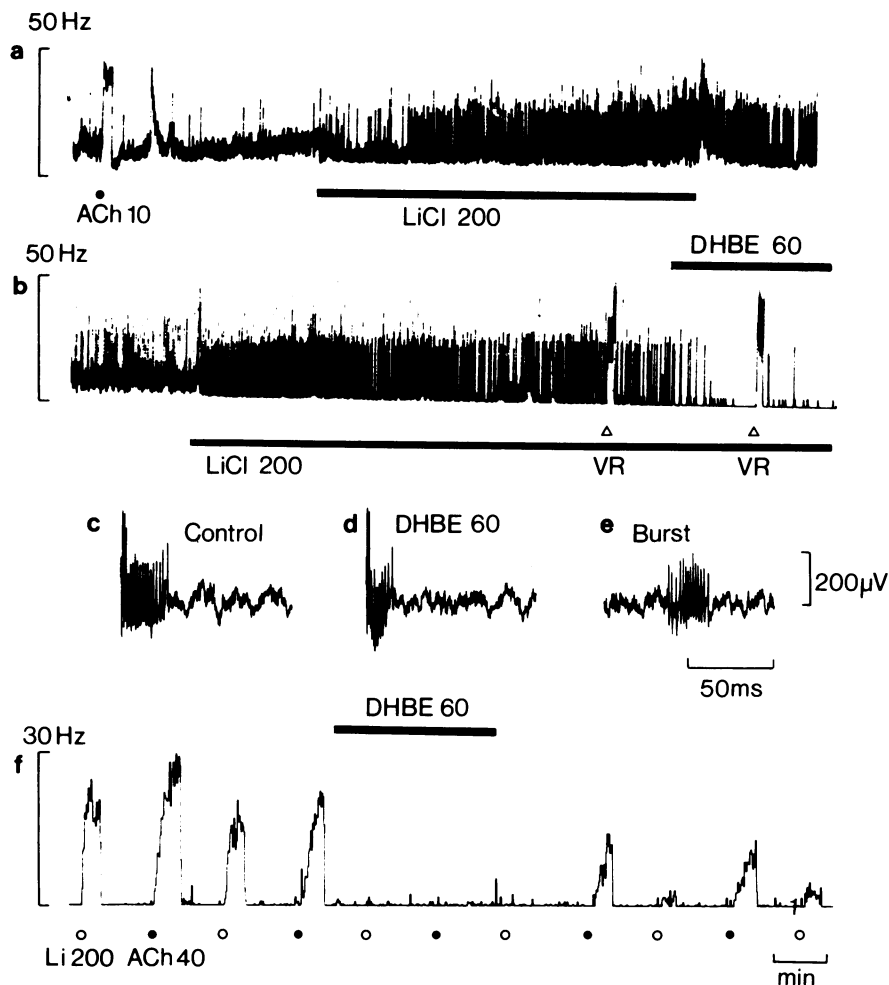 50 Hz
a
ACh 10
LiCl 200
DHBE 60
50 Hz
b
LiCl 200
VR
VR
c
Control
d
DHBE 60
e
Burst
200µV
50ms
DHBE 60
30 Hz
f
Li 200
ACh 40
min